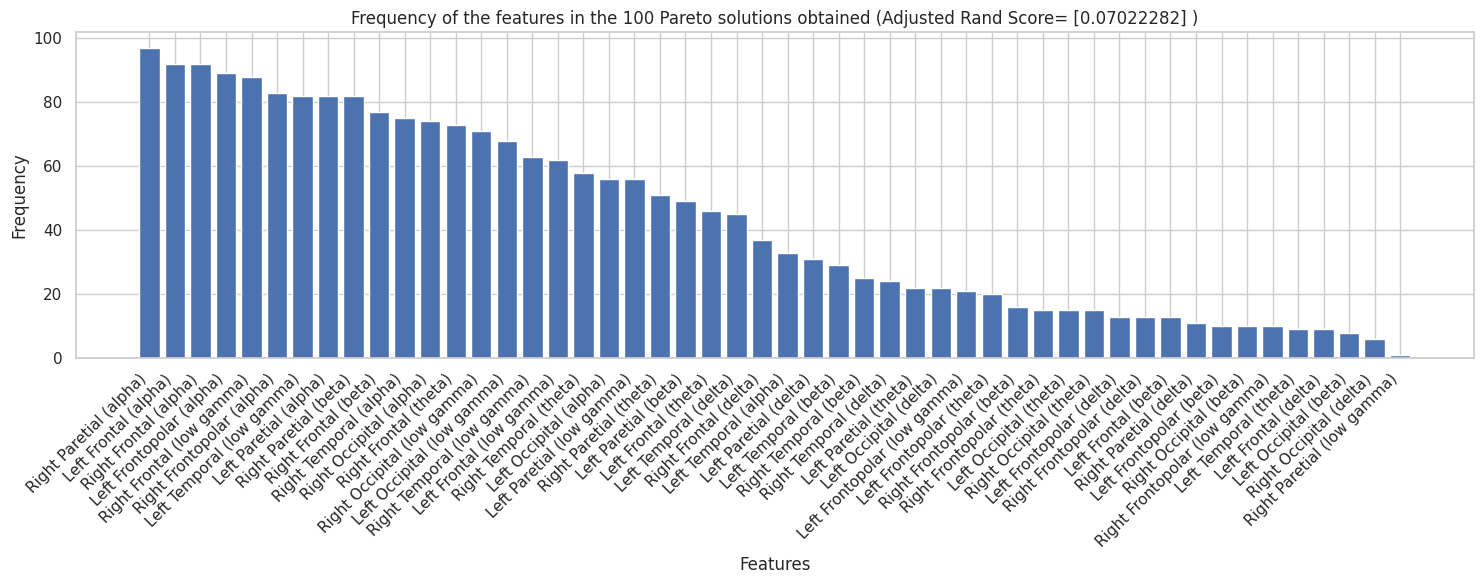 Frequency of the features in the 100 Pareto solutions obtained (Adjusted Rand Score= [0.07022282] )
Frequency
100
80
60
40
20
0
Right Paretial (alpha)
Left Frontal (alpha)
Right Frontal (alpha)
Left Frontopolar (alpha)
Right Frontal ((low gamma)
Right Frontopolar (alpha)
Left Temporal ((low gamma)
Left Paretial (alpha)
Right Paretial (beta)
Right Frontal (beta)
Right Temporal (alpha)
Right Occipital (alpha)
Right Frontal (theta)
Right Occipital ((low gamma)
Left Occipital ((low gamma)
Right Temporal ((low gamma)
Left Frontal ((low gamma)
Right Temporal (theta)
Left Occipital (alpha)
Left Paretial ((low gamma)
Right Paretial (theta)
Left Paretial (beta)
Left Frontal (theta)
Left Temporal (delta)
Right Frontal (delta)
Left Temporal (alpha)
Left Paretial (delta)
Left Temporal (beta)
Right Temporal (beta)
Right Temporal (delta)
Left Paretial (theta)
Left Occipital (delta)
Left Frontopolar ((low gamma)
Left Frontopolar (theta)
Right Frontopolar (beta)
Right Frontopolar (theta)
Left Occipital (theta)
Right Occipital (theta)
Left Frontopolar (delta)
Right Frontopolar (delta)
Left Frontal (beta)
Right Paretial (delta)
Left Frontopolar (beta)
Right Occipital (beta)
Right Frontopolar ((low gamma)
Left Temporal (theta)
Left Frontal (delta)
Left Occipital (beta)
Right Occipital (delta)
Right Paretial ((low gamma)
Features